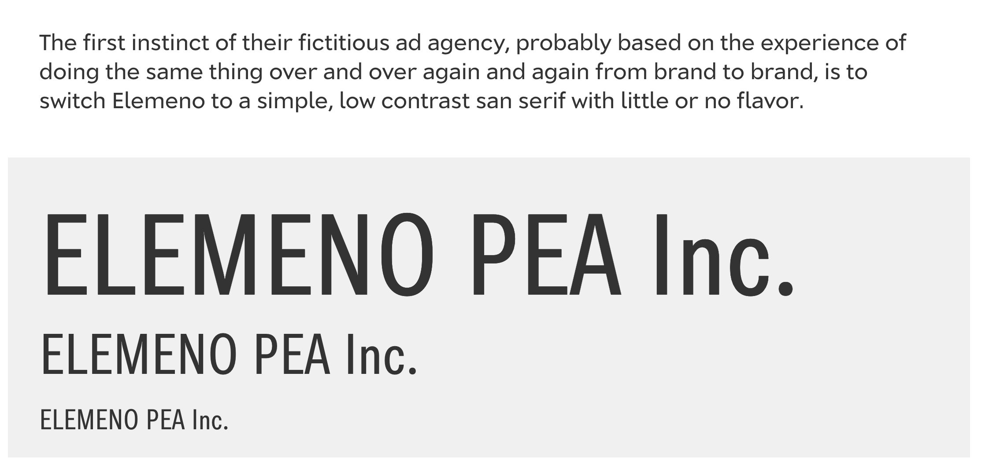 The first instinct of their fictitious ad agency, probably based on the experience of
doing the same thing over and over again and again from brand to brand, is to
switch Elemeno to a simple, low contrast san serif with little or no flavor.
ELEMENO PEA Inc.
ELEMENO PEA Inc.
ELEMENO PEA Inc.